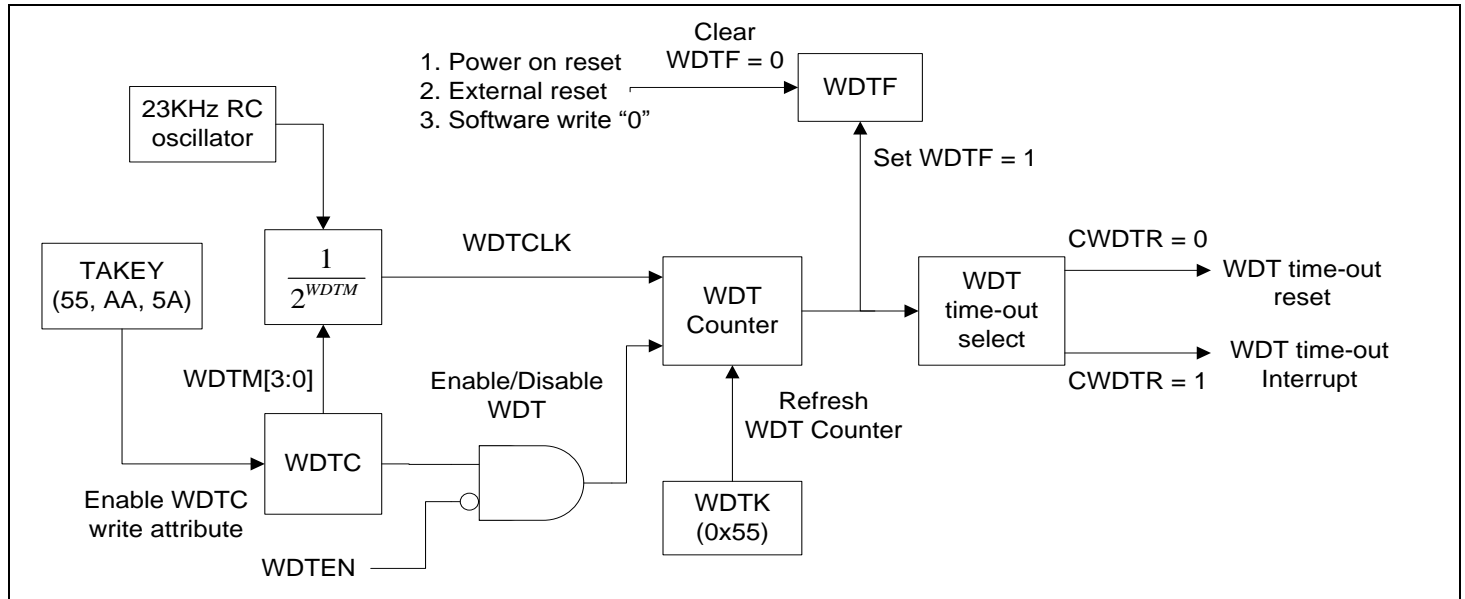 Clear
WDTF = 0
1. Power on reset
2. External reset
3. Software write “0”
WDTF
23KHz RC
oscillator
Set WDTF = 1
TAKEY
(55, AA, 5A)
1
2^WDTM
WDTCLK
WDT
Counter
WDT
time-out
select
CWDTR = 0
WDT time-out
reset
WDT time-out
Interrupt
CWDTR = 1
WDTM[3:0]
Enable/Disable
WDT
Refresh
WDT Counter
WDTC
Enable WDTC
write attribute
WDTK
(0x55)
WDTEN